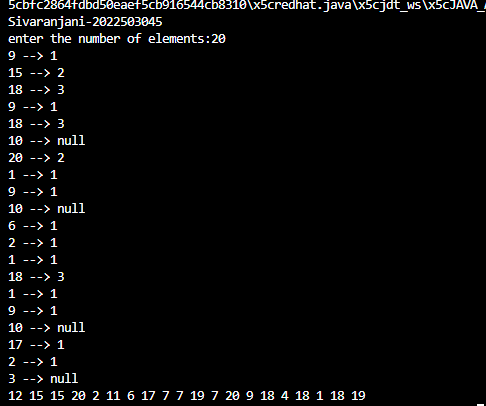 5cbfc2864fdbd50eaef5cb916544cb8310\x5credhat.java\x5cjdt_ws\x5cJAVA_A
Sivaranjani-2022503045
enter the number of elements:20
9 --> 1
15 --> 2
18 --> 3
9 --> 1
18 --> 3
10 --> null
20 --> 2
1 --> 1
9 --> 1
10 --> null
6 --> 1
2 --> 1
1 --> 1
18 --> 3
1 --> 1
9 --> 1
10 --> null
17 --> 1
2 --> 1
3 --> null
12 15 15 20 2 11 6 17 7 7 19 7 20 9 18 4 18 1 18 19